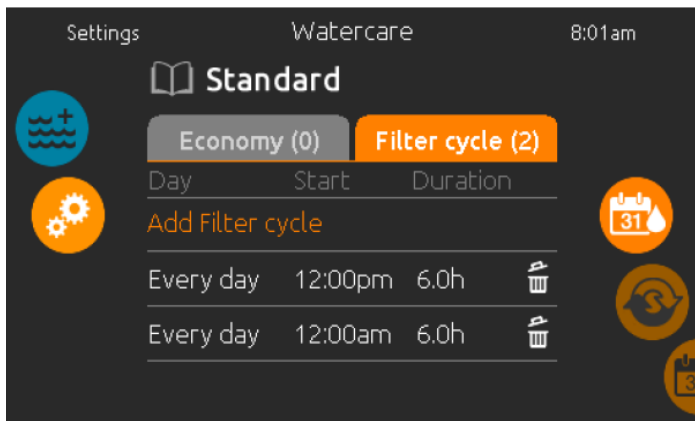 Settings Watercare 8:01am
Standard
Economy (0) Filter cycle (2)
Day Start Duration
Add Filter cycle
Every day 12:00pm 6.0h
Every day 12:00am 6.0h
31
S
3